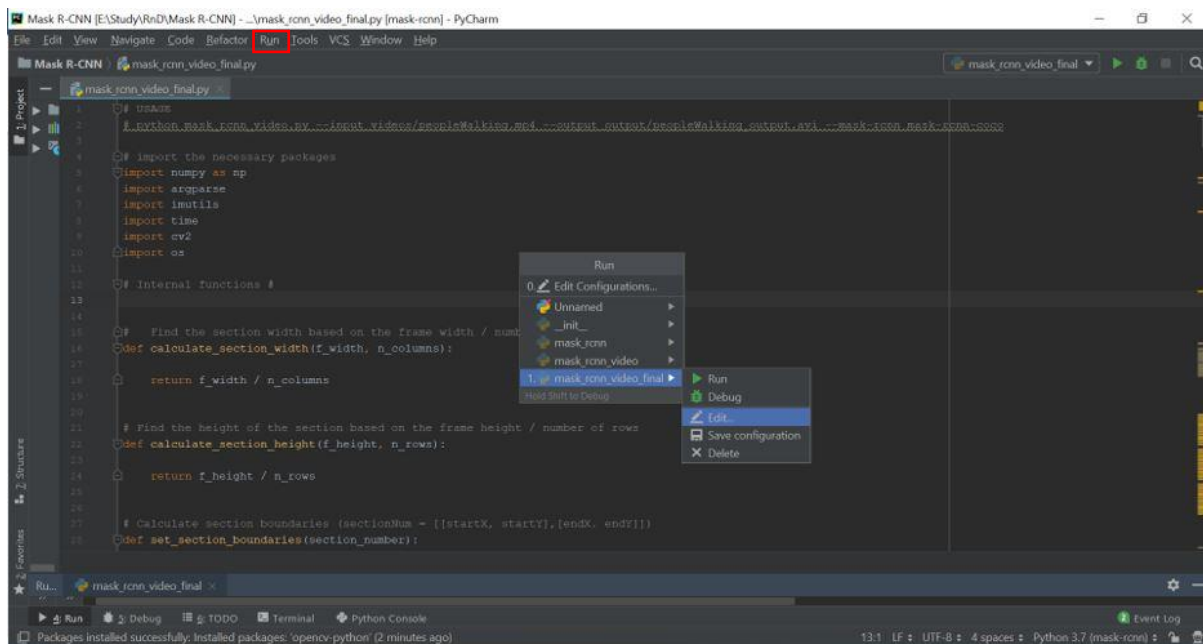 Mask R-CNN [E:\Study\RnD\Mask R-CNN] - ...\mask_rcnn_video_final.py [mask-rcnn] - PyCharm
File Edit View Navigate Code Refactor Run Tools VCS Window Help
Mask R-CNN mask_rcnn_video_final.py mask_rcnn_video_final
1: Project
mask_rcnn_video_final.py
1 # USAGE
2 # python mask_rcnn_video.py --input videos/peopleWalking.mp4 --output output/peopleWalking_output.avi --mask-rcnn mask-rcnn-coco
3
4 # import the necessary packages
5 import numpy as np
6 import argparse
7 import imutils
8 import time
9 import cv2
10 import os
11
12 # Internal functions #
13
14
15 # Find the section width based on the frame width / numb
16 def calculate_section_width(f_width, n_columns):
17
18 return f_width / n_columns
19
20
21 # Find the height of the section based on the frame height / number of rows
22 def calculate_section_height(f_height, n_rows):
23
24 return f_height / n_rows
25
26
27 # Calculate section boundaries (sectionNum = [[startX, startY],[endX. endY]])
28 def set_section_boundaries(section_number):
Run
0. Edit Configurations...
Unnamed
__init__
mask_rcnn
mask_rcnn_video
1. mask_rcnn_video_final
Hold Shift to Debug
Run
Debug
Edit...
Save configuration
Delete
7: Structure
2: Favorites
Ru... mask_rcnn_video_final
4: Run 5: Debug 6: TODO Terminal Python Console 2 Event Log
Packages installed successfully: Installed packages: 'opencv-python' (2 minutes ago) 13:1 LF UTF-8 4 spaces Python 3.7 (mask-rcnn)